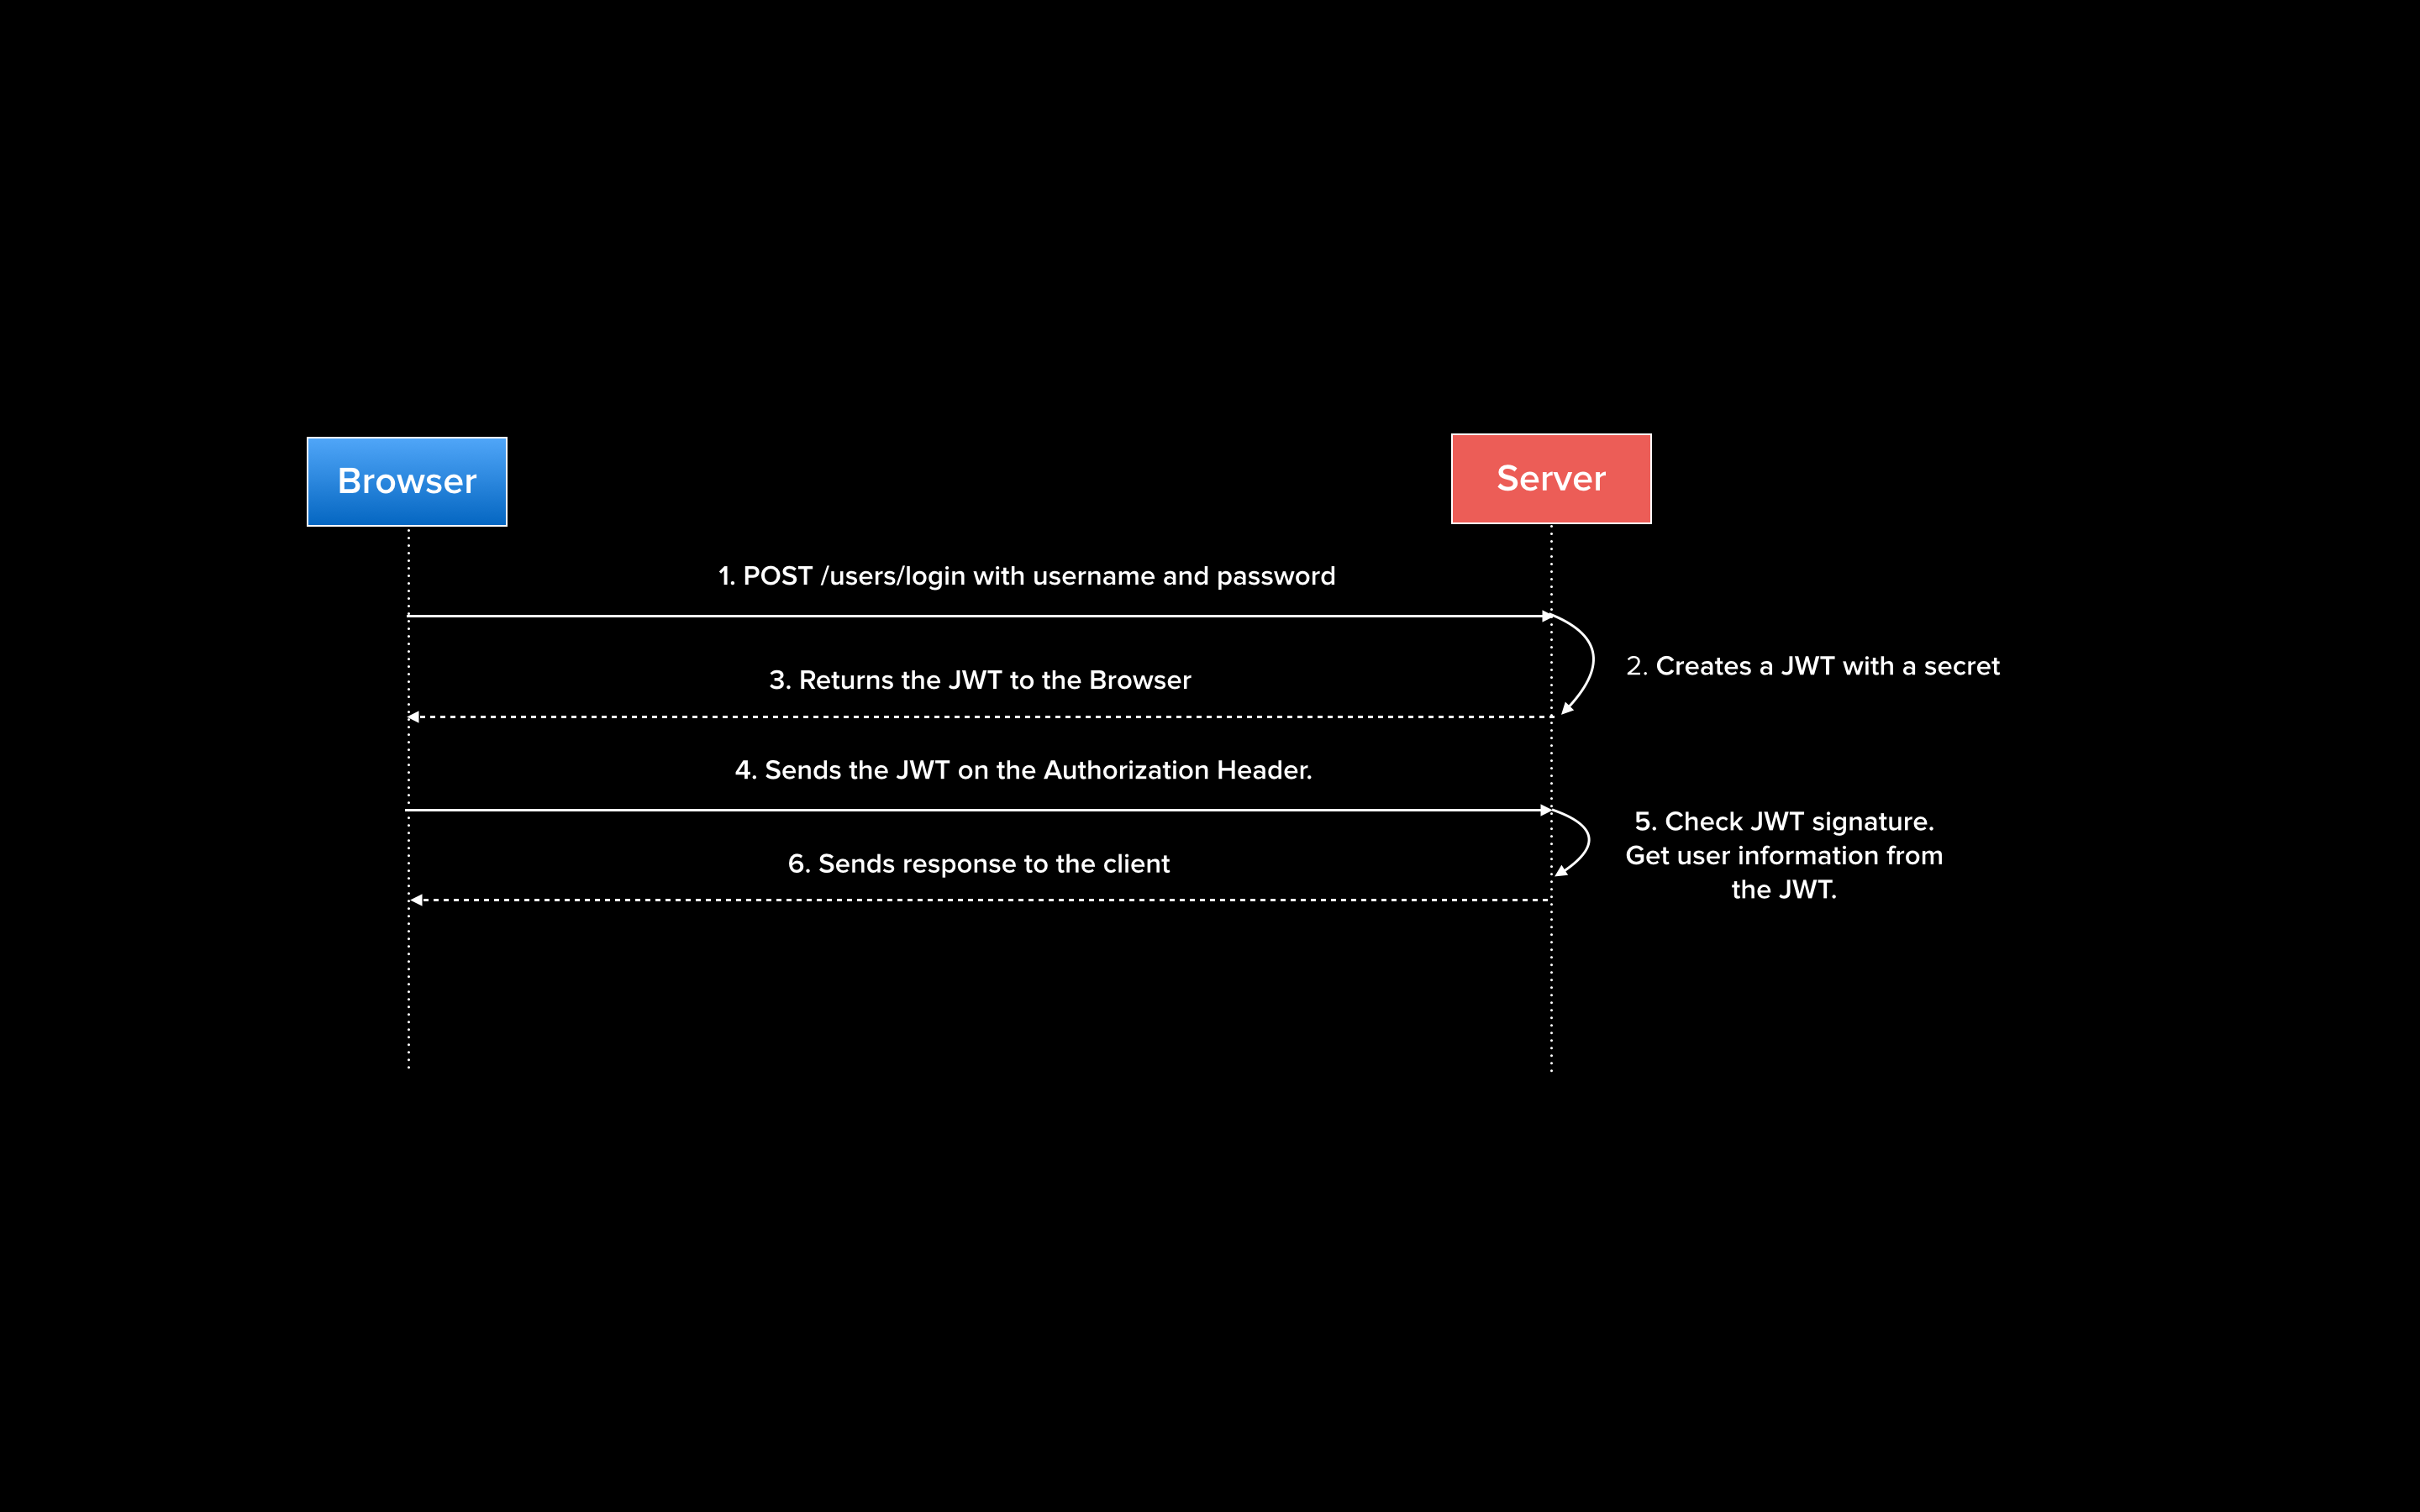 Browser
Server
1. POST /users/login with username and password
2. Creates a JWT with a secret
3. Returns the JWT to the Browser
4. Sends the JWT on the Authorization Header.
5. Check JWT signature.
Get user information from
the JWT.
6. Sends response to the client